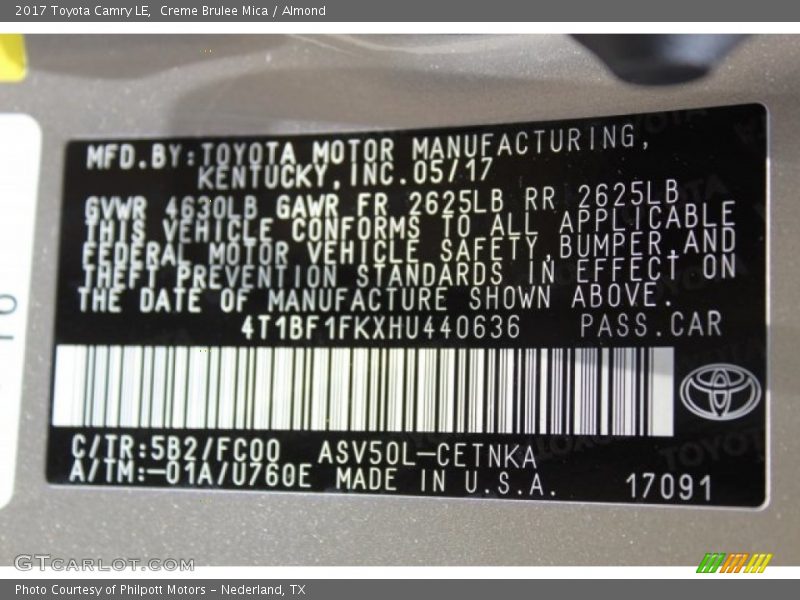 2017 Toyota Camry LE,  Creme Brulee Mica / Almond
MFD.BY:TOYOTA MOTOR MANUFACTURING,
KENTUCKY,INC.05/17
GVWR 4630LB GAWR FR 2625LB RR 2625LB
THIS VEHICLE CONFORMS TO ALL APPLICABLE
FEDERAL MOTOR VEHICLE SAFETY,BUMPER,AND
THEFT PREVENTION STANDARDS IN EFFECT ON
THE DATE OF MANUFACTURE SHOWN ABOVE.
4T1BF1FKXHU440636 PASS.CAR
C/TR:5B2/FC00 ASV50L-CETNKA
A/TM:-01A/U760E MADE IN U.S.A. 17091
GTCARLOT.COM
Photo Courtesy of Philpott Motors - Nederland, TX